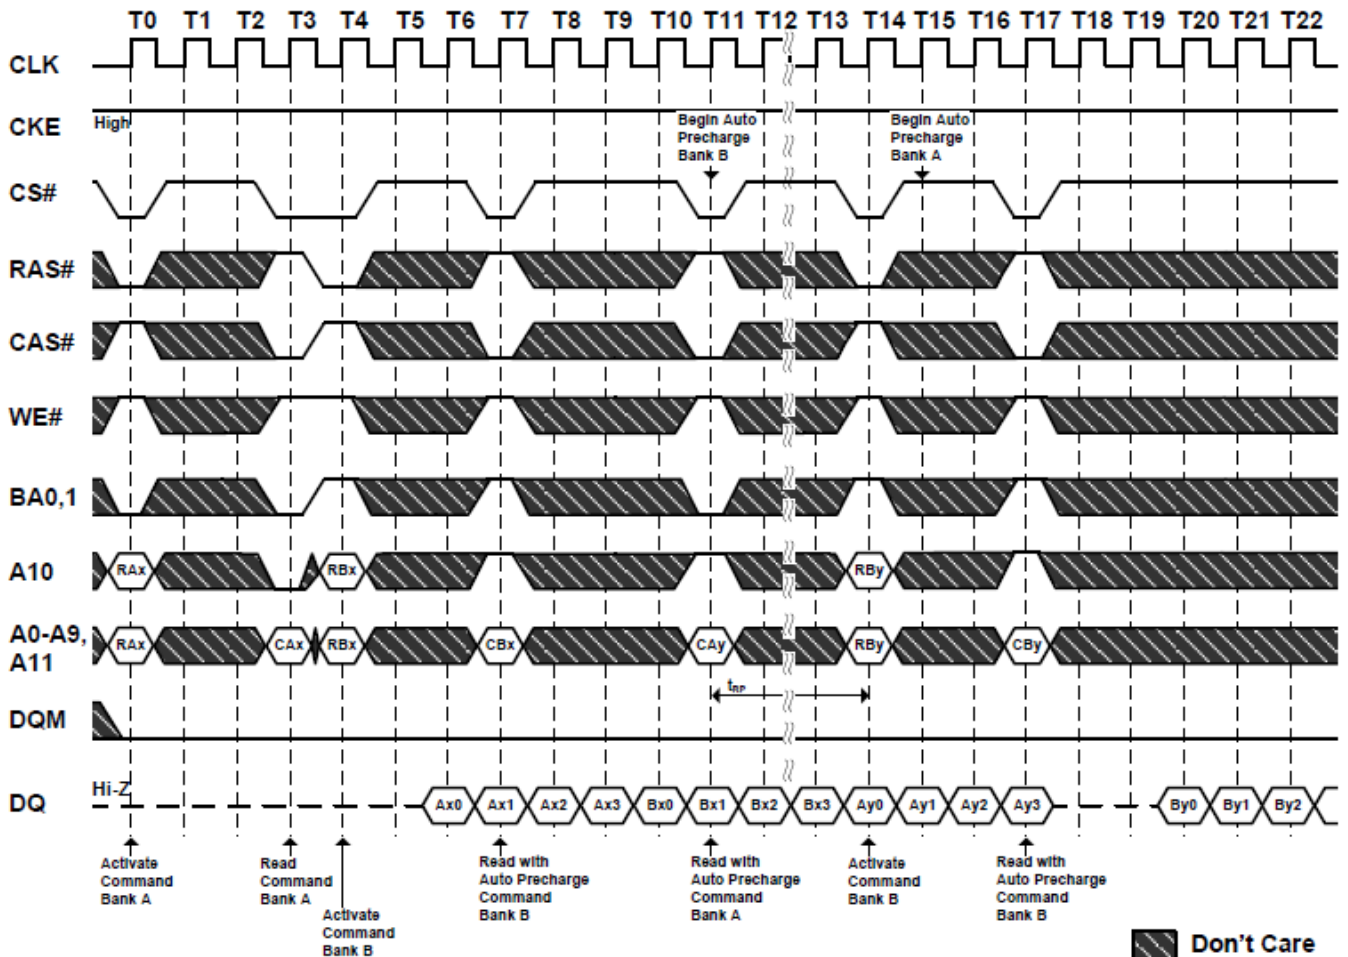 T0 T1 T2 T3 T4 T5 T6 T7 T8 T9 T10 T11 T12 T13 T14 T15 T16 T17 T18 T19 T20 T21 T22
CLK
CKE
High
Begin Auto
Precharge
Bank B
Begin Auto
Precharge
Bank A
CS#
RAS#
CAS#
WE#
BA0,1
A10
RAx RBx RBy
A0-A9,
A11
RAx CAx RBx CBx CAy RBy CBy
tRP
DQM
DQ
Hi-Z
Ax0 Ax1 Ax2 Ax3 Bx0 Bx1 Bx2 Bx3 Ay0 Ay1 Ay2 Ay3 By0 By1 By2
Activate
Command
Bank A
Read
Command
Bank A
Activate
Command
Bank B
Read with
Auto Precharge
Command
Bank B
Read with
Auto Precharge
Command
Bank A
Activate
Command
Bank B
Read with
Auto Precharge
Command
Bank B
Don't Care